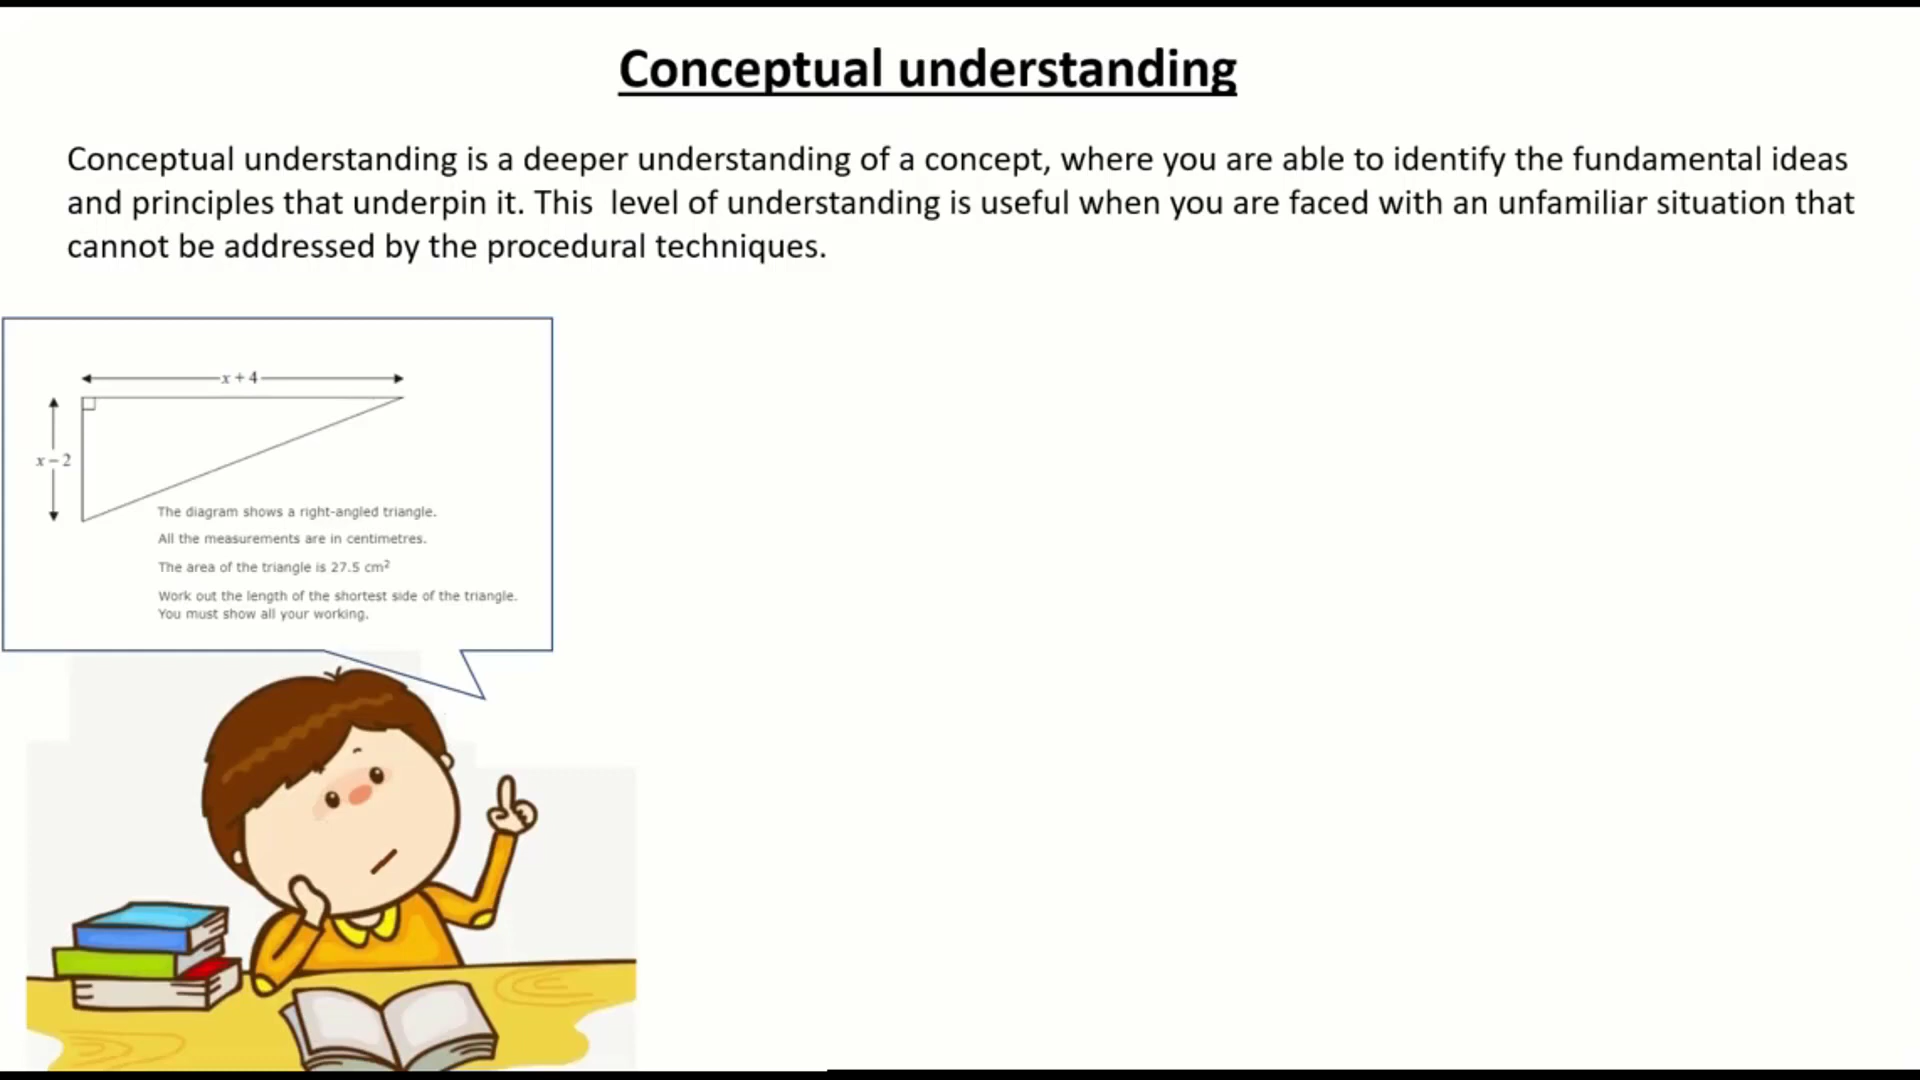 Conceptual understanding
Conceptual understanding is a deeper understanding of a concept, where you are able to identify the fundamental ideas
and principles that underpin it. This  level of understanding is useful when you are faced with an unfamiliar situation that
cannot be addressed by the procedural techniques.
x + 4
x − 2
The diagram shows a right-angled triangle.
All the measurements are in centimetres.
The area of the triangle is 27.5 cm²
Work out the length of the shortest side of the triangle.
You must show all your working.